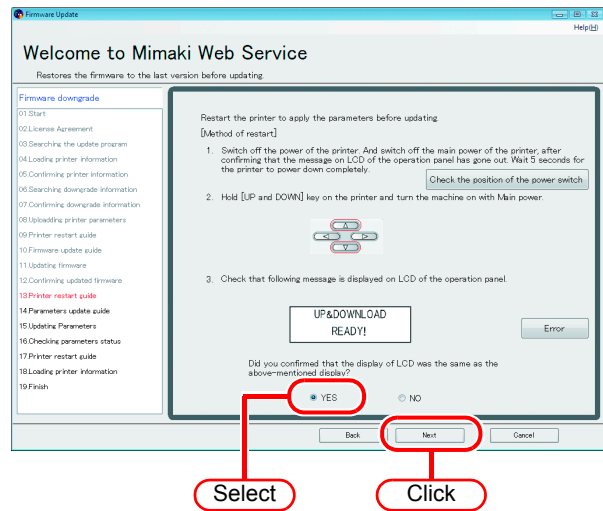 Firmware Update
Help(H)
Welcome to Mimaki Web Service
Restores the firmware to the last version before updating.
Firmware downgrade
01.Start
02.License Agreement
03.Searching the update program
04.Loading printer information
05.Confirming printer information
06.Searching downgrade information
07.Confirming downgrade information
08.Uploadding printer parameters
09.Printer restart guide
10.Firmware update guide
11.Updating firmware
12.Confirming updated firmware
13.Printer restart guide
14.Parameters update guide
15.Updating Parameters
16.Checking parameters status
17.Printer restart guide
18.Loading printer information
19.Finish
Restart the printer to apply the parameters before updating.
[Method of restart]
1. Switch off the power of the printer. And switch off the main power of the printer, after
confirming that the message on LCD of the operation panel has gone out. Wait 5 seconds for
the printer to power down completely.
Check the position of the power switch
2. Hold [UP and DOWN] key on the printer and turn the machine on with Main power.
3. Check that following message is displayed on LCD of the operation panel.
UP&DOWNLOAD
READY!
Error
Did you confirmed that the display of LCD was the same as the
above-mentioned display?
YES
NO
Back
Next
Cancel
Select
Click